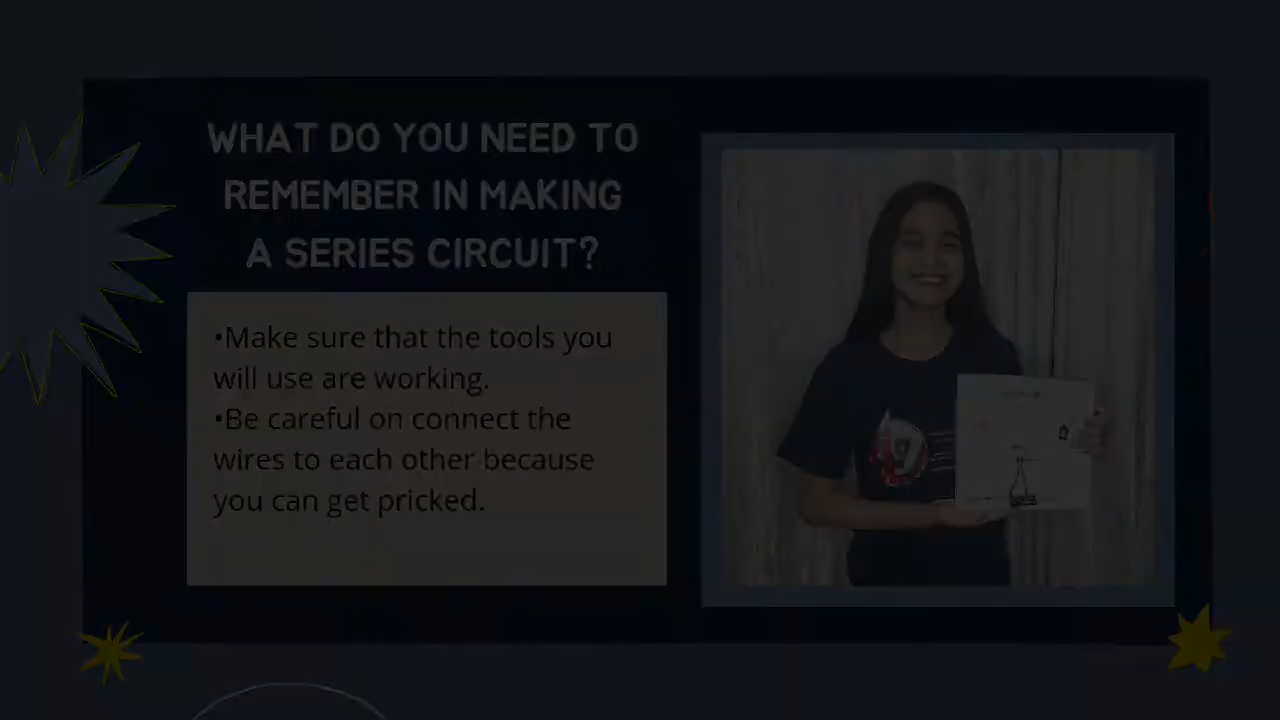 WHAT DO YOU NEED TO
REMEMBER IN MAKING
A SERIES CIRCUIT?
•Make sure that the tools you
will use are working.
•Be careful on connect the
wires to each other because
you can get pricked.